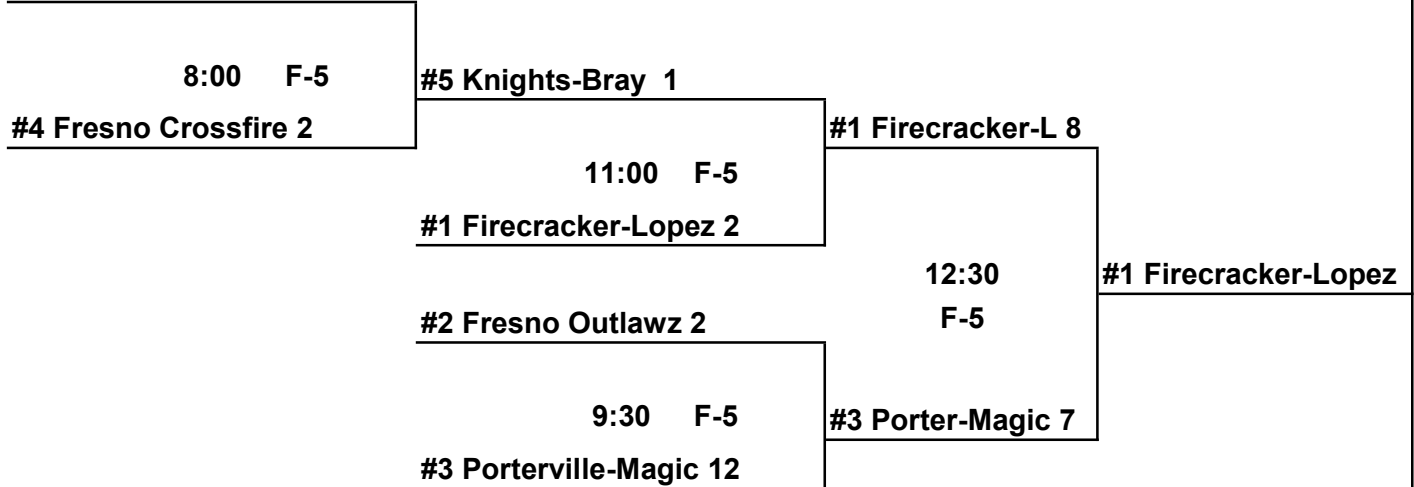 8:00 F-5
#5 Knights-Bray 1
#4 Fresno Crossfire 2
#1 Firecracker-L 8
11:00 F-5
#1 Firecracker-Lopez 2
12:30
#1 Firecracker-Lopez
F-5
#2 Fresno Outlawz 2
9:30 F-5
#3 Porter-Magic 7
#3 Porterville-Magic 12